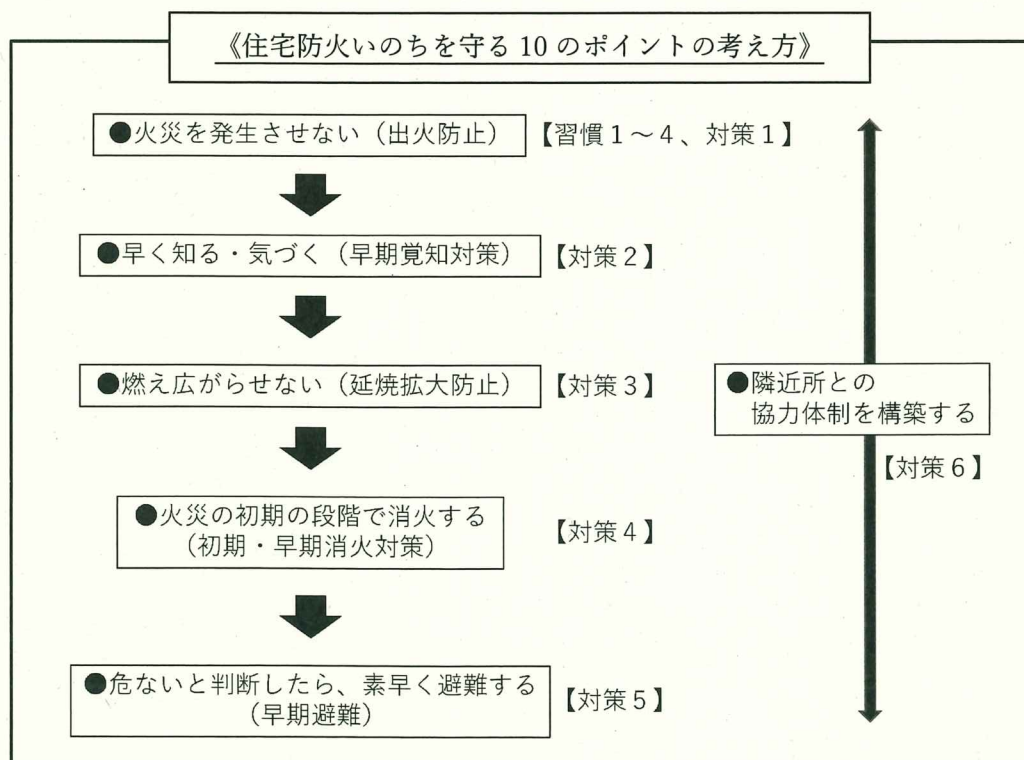 《住宅防火いのちを守る 10 のポイントの考え方》
●火災を発生させない（出火防止）
【習慣1～4、対策1】
●早く知る・気づく（早期覚知対策）
【対策2】
●燃え広がらせない（延焼拡大防止）
【対策3】
●隣近所との
協力体制を構築する
【対策6】
●火災の初期の段階で消火する
（初期・早期消火対策）
【対策4】
●危ないと判断したら、素早く避難する
（早期避難）
【対策5】